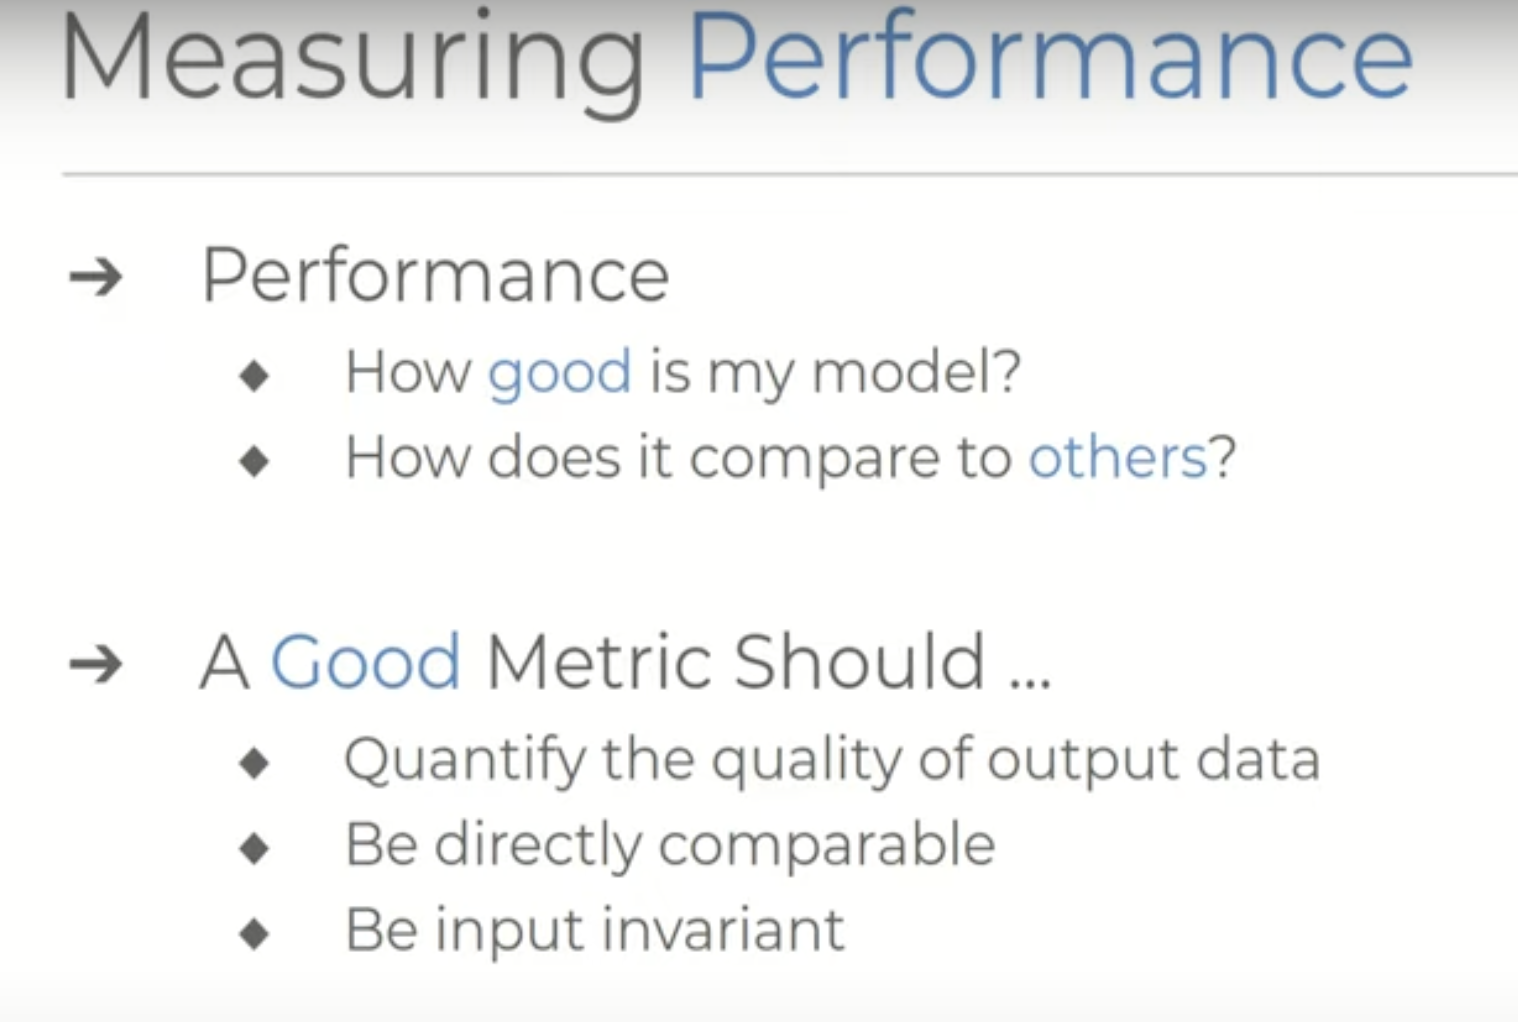 Measuring Performance
➔ Performance
◆ How good is my model?
◆ How does it compare to others?
➔ A Good Metric Should ...
◆ Quantify the quality of output data
◆ Be directly comparable
◆ Be input invariant